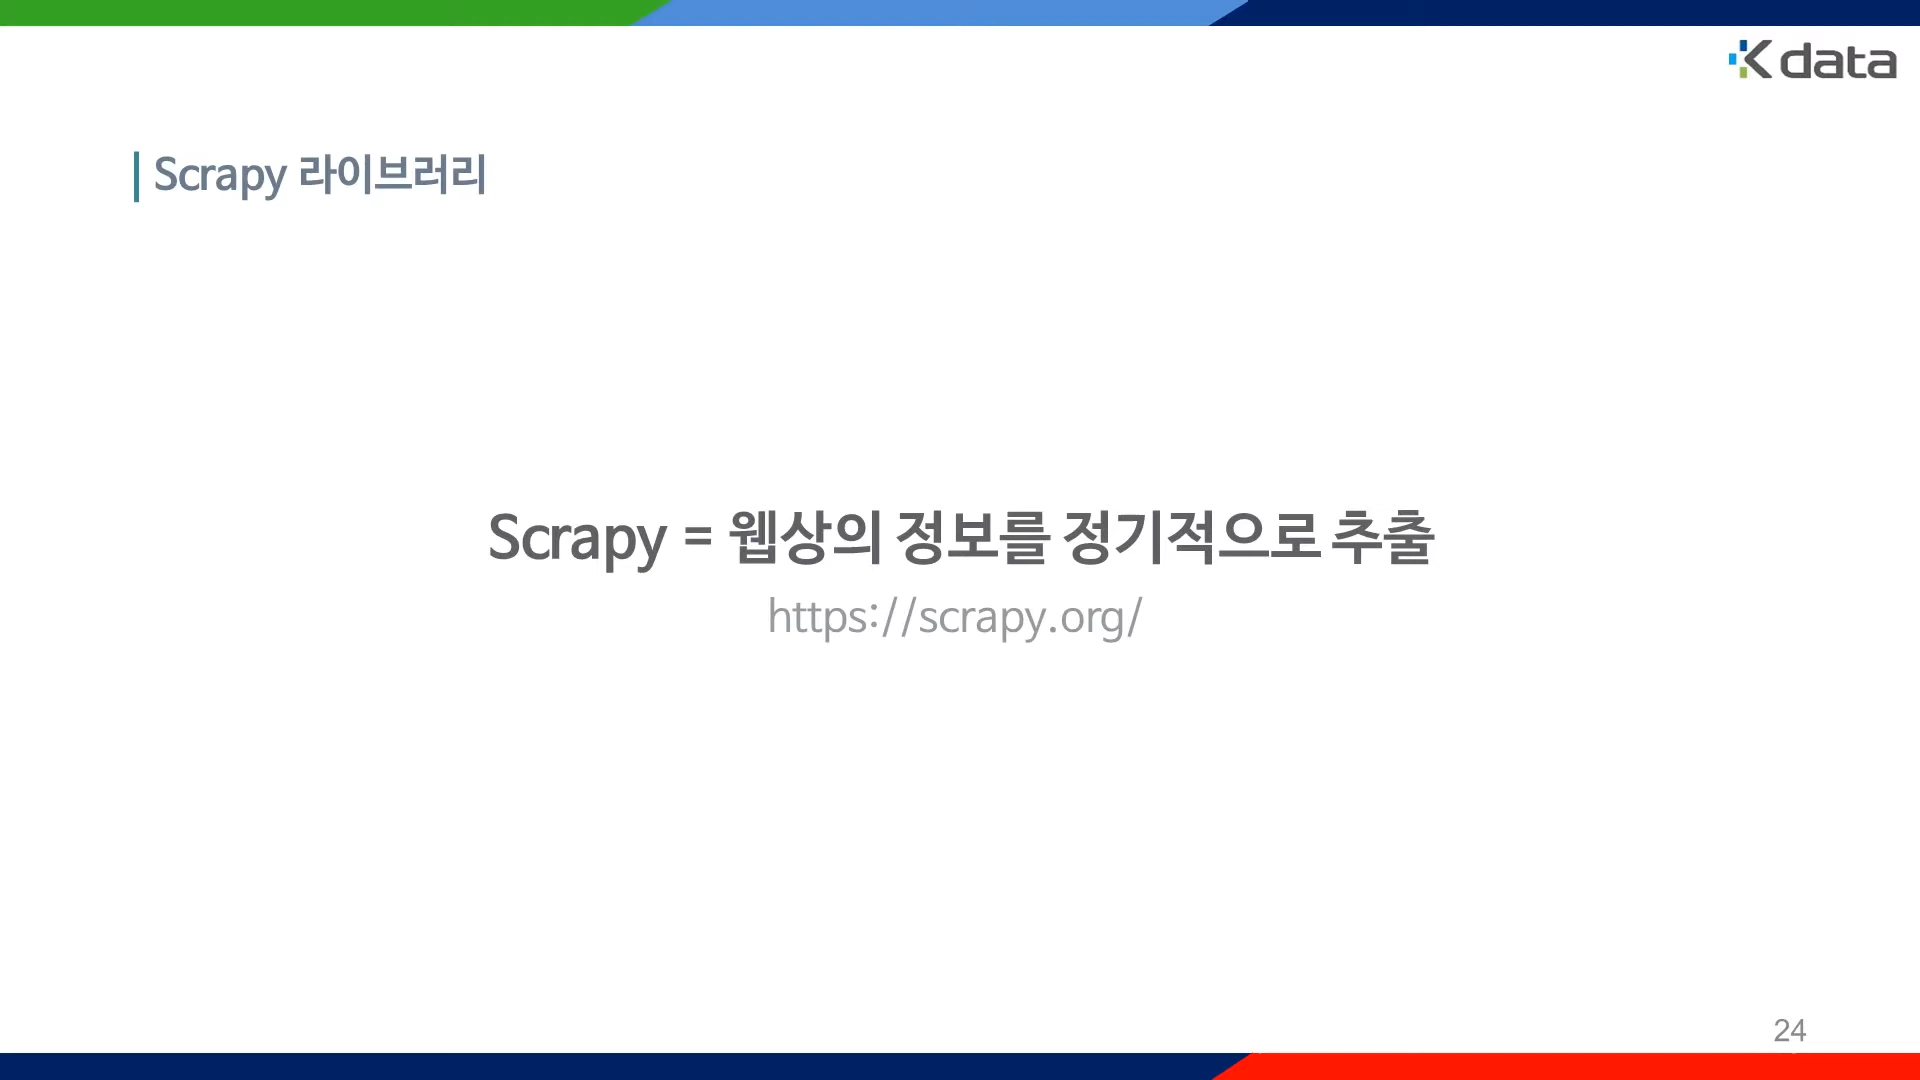 K data
Scrapy 라이브러리
Scrapy = 웹상의 정보를 정기적으로 추출
https://scrapy.org/
24